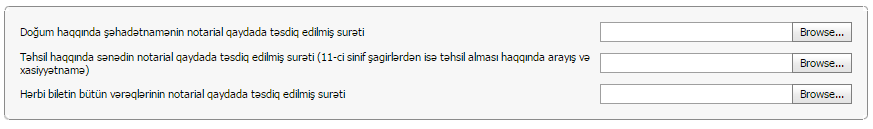 Doğum haqqında şəhadətnamənin notarial qaydada təsdiq edilmiş surəti Browse...
Təhsil haqqında sənədin notarial qaydada təsdiq edilmiş surəti (11-ci sinif şagirlərdən isə təhsil alması haqqında arayış və
xasiyyətnamə) Browse...
Hərbi biletin bütün vərəqlərinin notarial qaydada təsdiq edilmiş surəti Browse...